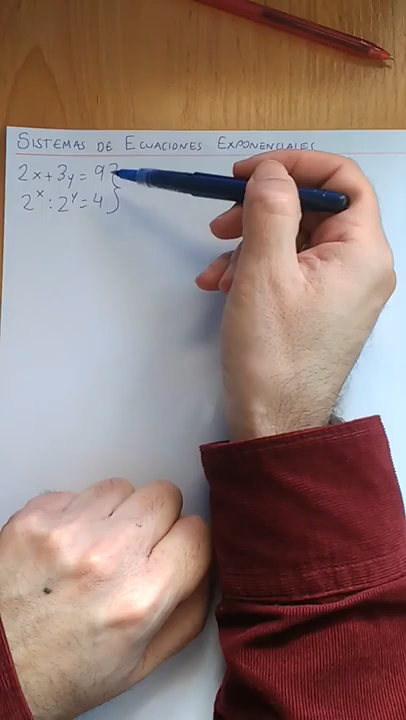 SISTEMAS DE ECUACIONES EXPONENCIALES
2x+3y=9}
2^x:2^y=4}